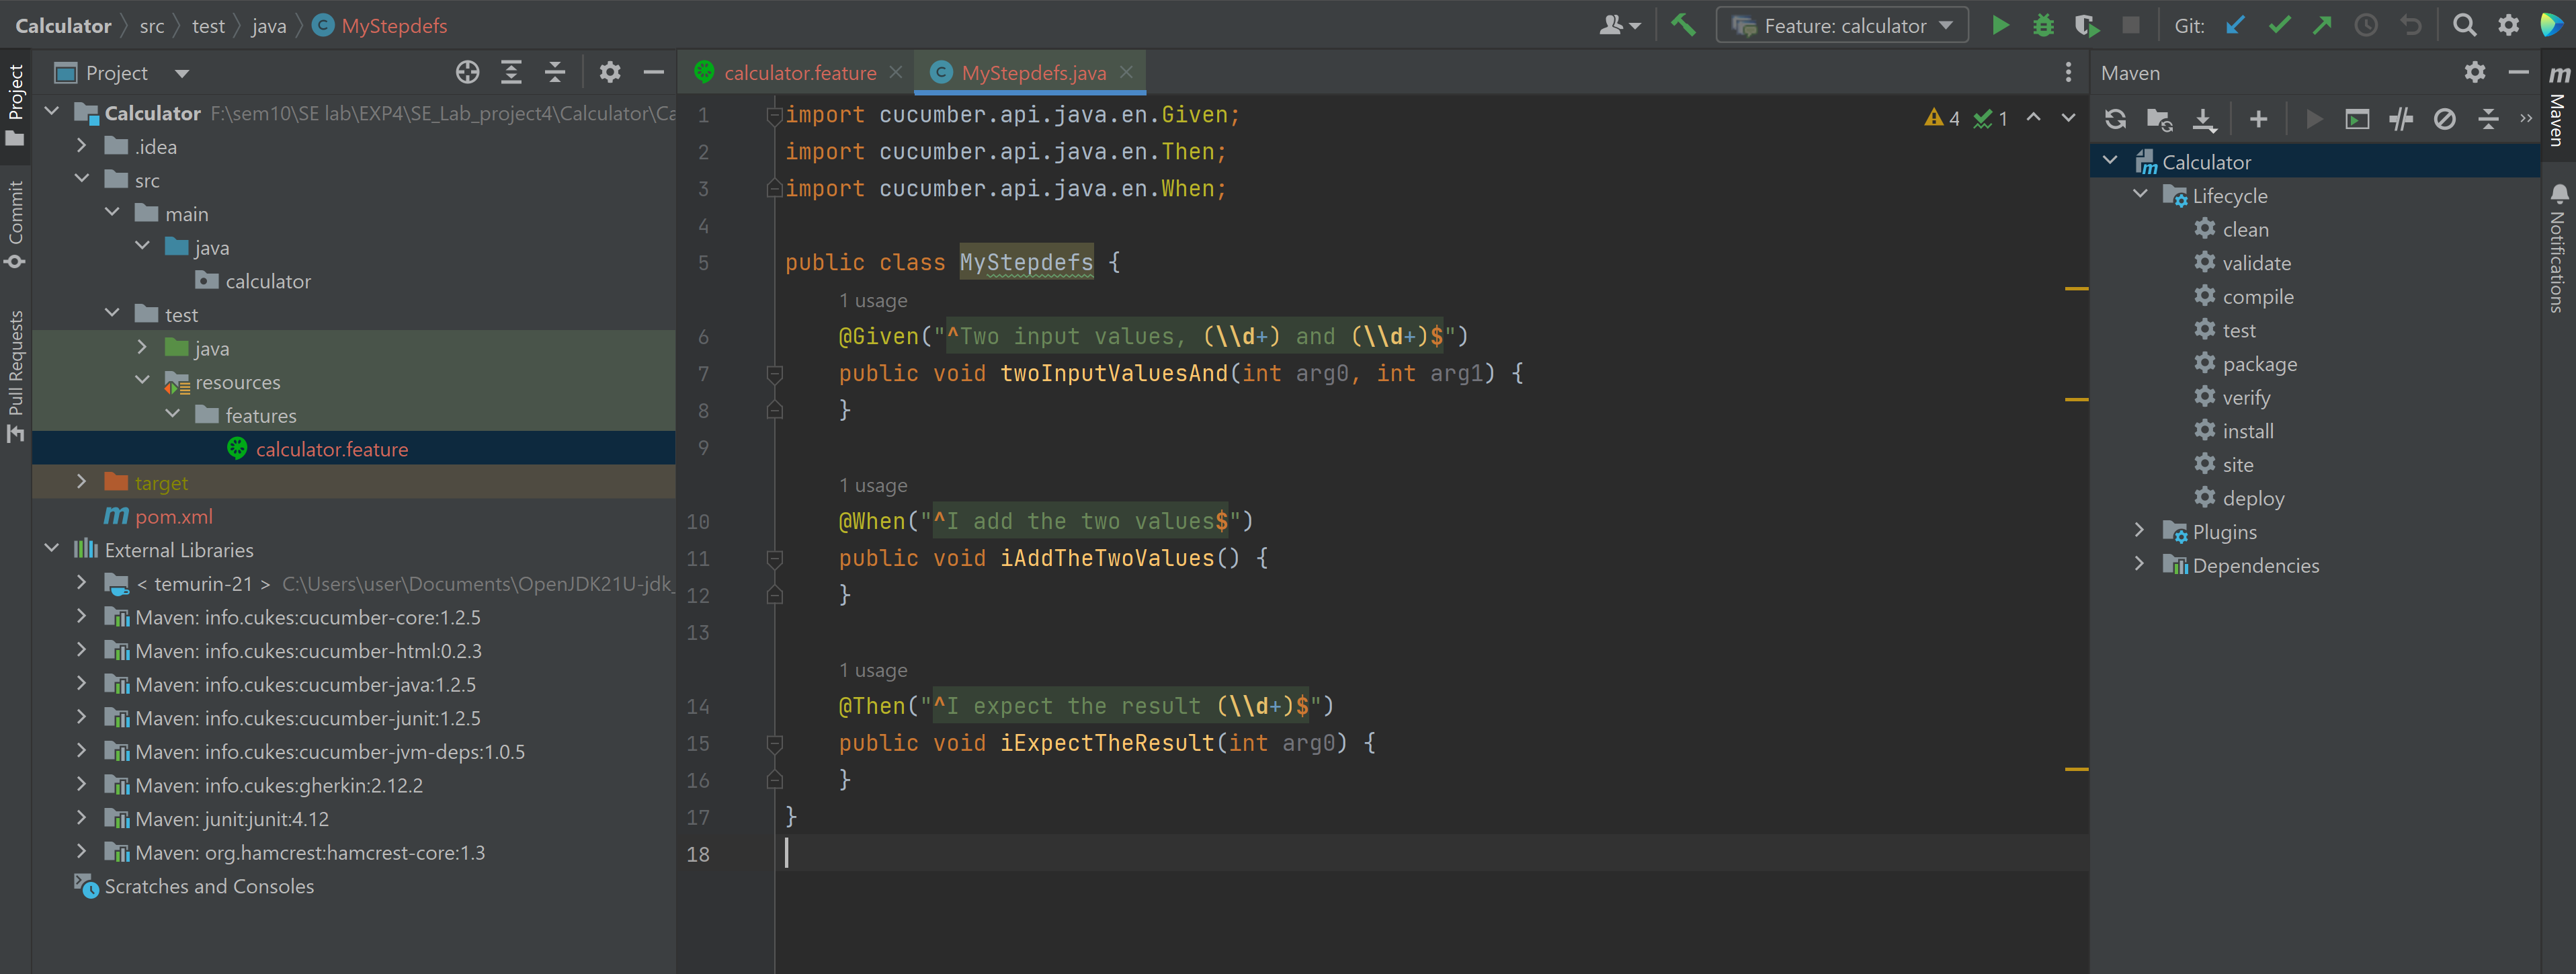 Calculator src test java MyStepdefs
Feature: calculator
Git:
Project
Commit
Pull Requests
Project
Calculator F:\sem10\SE lab\EXP4\SE_Lab_project4\Calculator\Ca
.idea
src
main
java
calculator
test
java
resources
features
calculator.feature
target
pom.xml
External Libraries
< temurin-21 > C:\Users\user\Documents\OpenJDK21U-jdk_
Maven: info.cukes:cucumber-core:1.2.5
Maven: info.cukes:cucumber-html:0.2.3
Maven: info.cukes:cucumber-java:1.2.5
Maven: info.cukes:cucumber-junit:1.2.5
Maven: info.cukes:cucumber-jvm-deps:1.0.5
Maven: info.cukes:gherkin:2.12.2
Maven: junit:junit:4.12
Maven: org.hamcrest:hamcrest-core:1.3
Scratches and Consoles
calculator.feature MyStepdefs.java
4 1
1 import cucumber.api.java.en.Given;
2 import cucumber.api.java.en.Then;
3 import cucumber.api.java.en.When;
4
5 public class MyStepdefs {
1 usage
6 @Given("^Two input values, (\\d+) and (\\d+)$")
7 public void twoInputValuesAnd(int arg0, int arg1) {
8 }
9
1 usage
10 @When("^I add the two values$")
11 public void iAddTheTwoValues() {
12 }
13
1 usage
14 @Then("^I expect the result (\\d+)$")
15 public void iExpectTheResult(int arg0) {
16 }
17 }
18
Maven
Calculator
Lifecycle
clean
validate
compile
test
package
verify
install
site
deploy
Plugins
Dependencies
Maven
Notifications